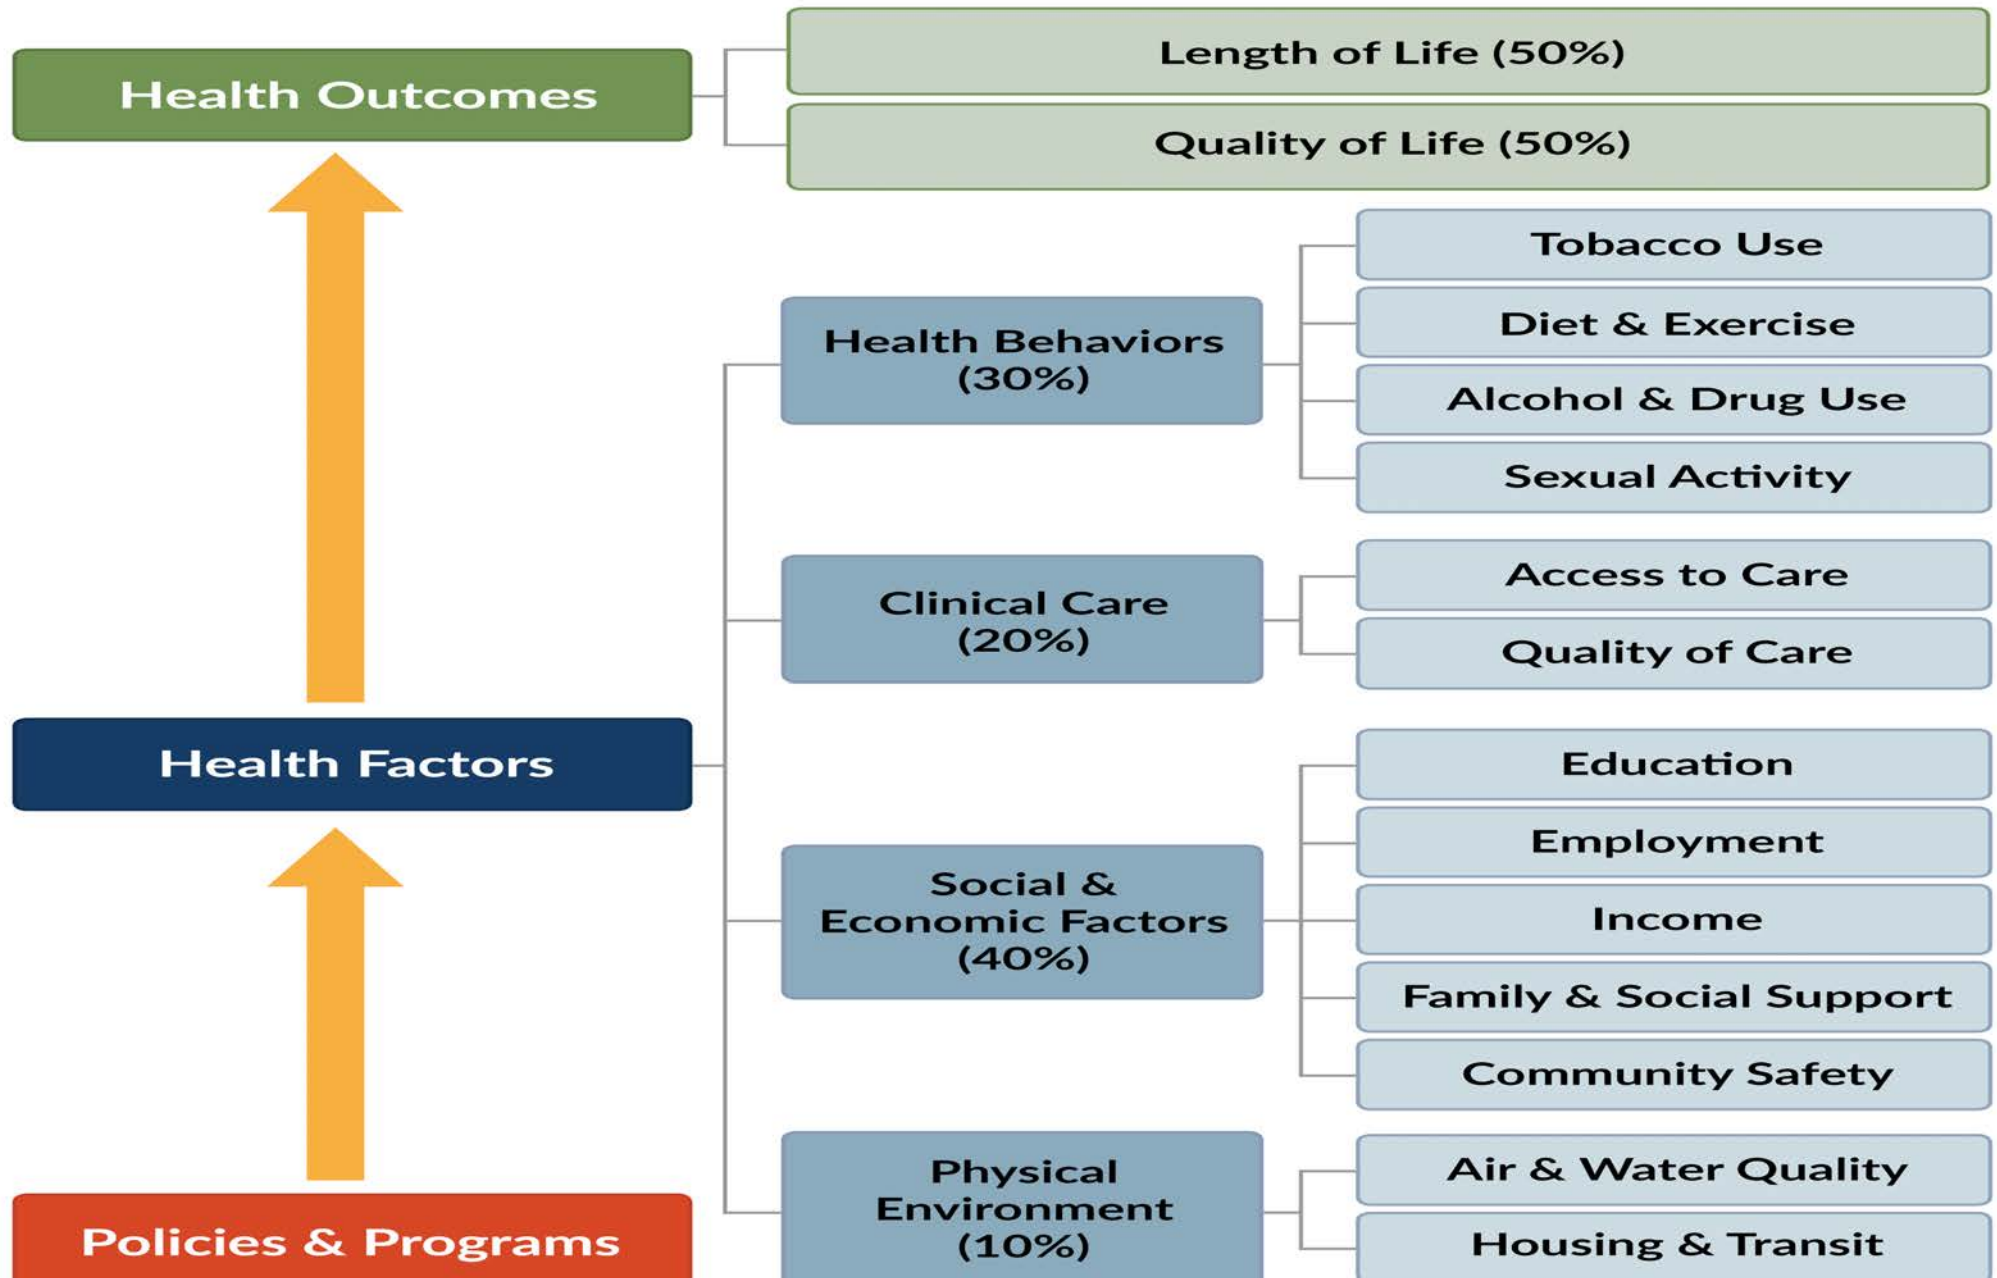 Health Outcomes
Length of Life (50%)
Quality of Life (50%)
Health Factors
Health Behaviors
(30%)
Tobacco Use
Diet & Exercise
Alcohol & Drug Use
Sexual Activity
Clinical Care
(20%)
Access to Care
Quality of Care
Social &
Economic Factors
(40%)
Education
Employment
Income
Family & Social Support
Community Safety
Physical
Environment
(10%)
Air & Water Quality
Housing & Transit
Policies & Programs